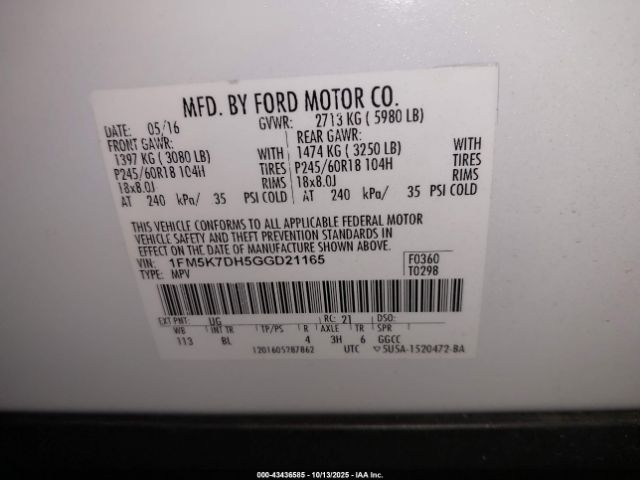 MFD. BY FORD MOTOR CO.
DATE: 05/16 GVWR: 2713 KG ( 5980 LB)
FRONT GAWR: REAR GAWR:
1397 KG ( 3080 LB) WITH 1474 KG ( 3250 LB) WITH
P245/60R18 104H TIRES P245/60R18 104H TIRES
18x8.0J RIMS 18x8.0J RIMS
AT 240 kPa/ 35 PSI COLD AT 240 kPa/ 35 PSI COLD
THIS VEHICLE CONFORMS TO ALL APPLICABLE FEDERAL MOTOR
VEHICLE SAFETY AND THEFT PREVENTION STANDARDS IN
EFFECT ON THE DATE OF MANUFACTURE SHOWN ABOVE.
VIN: 1FM5K7DH5GGD21165 F0360
TYPE: MPV T0298
EXT PNT: UG RC: 21 DSO:
WB INT TR TP/PS R AXLE TR SPR
113 BL 4 3H 6 GGCC
1201605287862 UTC ▽5U5A-1520472-BA
000-43436585 | 10/13/2025 | IAA Inc.